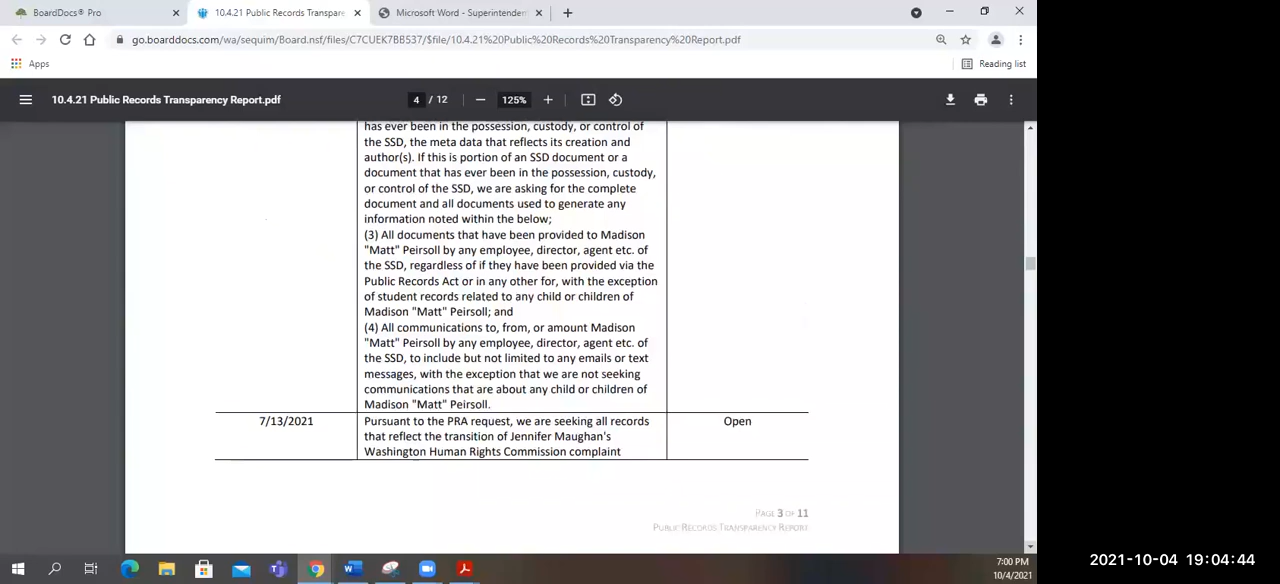 BoardDocs® Pro
10.4.21 Public Records Transpare
Microsoft Word - Superintender
go.boarddocs.com/wa/sequim/Board.nsf/files/C7CUEK7BB537/$file/10.4.21%20Public%20Records%20Transparency%20Report.pdf
Apps
Reading list
10.4.21 Public Records Transparency Report.pdf
4 / 12
125%
has ever been in the possession, custody, or control of
the SSD, the meta data that reflects its creation and
author(s). If this is portion of an SSD document or a
document that has ever been in the possession, custody,
or control of the SSD, we are asking for the complete
document and all documents used to generate any
information noted within the below;
(3) All documents that have been provided to Madison
"Matt" Peirsoll by any employee, director, agent etc. of
the SSD, regardless of if they have been provided via the
Public Records Act or in any other for, with the exception
of student records related to any child or children of
Madison "Matt" Peirsoll; and
(4) All communications to, from, or amount Madison
"Matt" Peirsoll by any employee, director, agent etc. of
the SSD, to include but not limited to any emails or text
messages, with the exception that we are not seeking
communications that are about any child or children of
Madison "Matt" Peirsoll.
7/13/2021
Pursuant to the PRA request, we are seeking all records
that reflect the transition of Jennifer Maughan's
Washington Human Rights Commission complaint
Open
PAGE 3 OF 11
PUBLIC RECORDS TRANSPARENCY REPORT
7:00 PM
10/4/2021
2021-10-04 19:04:44